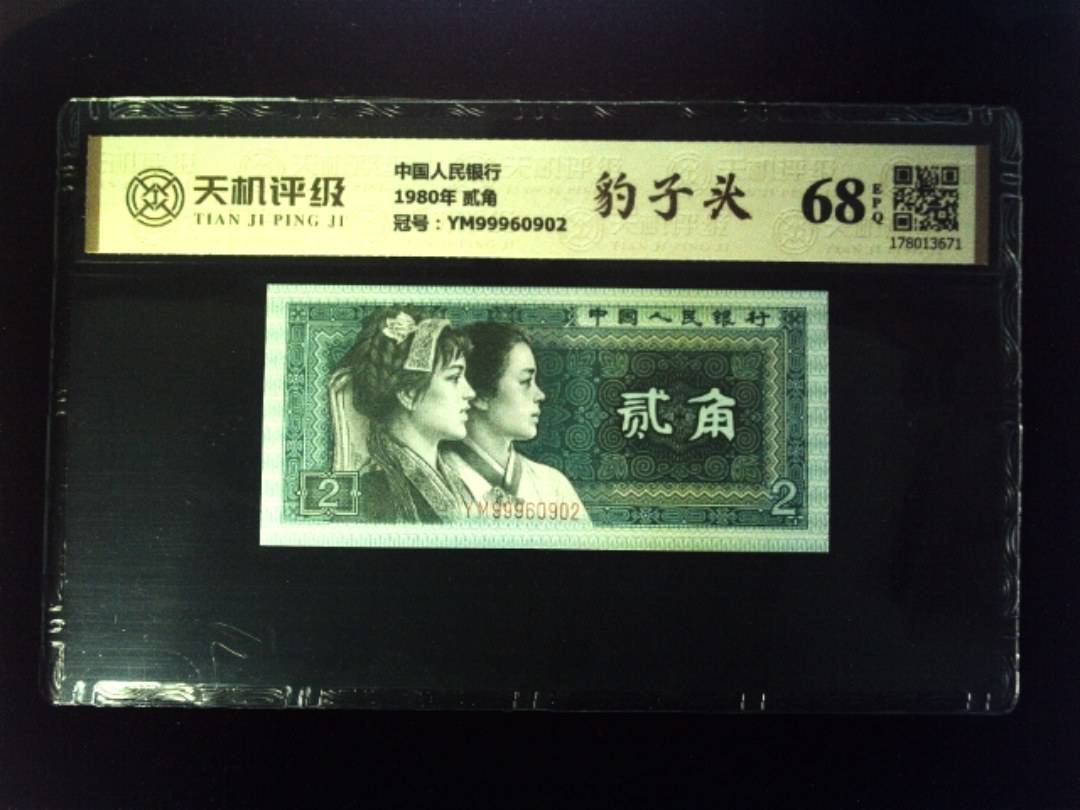 天机评级
TIAN JI PING JI
中国人民银行
1980年 贰角
冠号：YM99960902
豹子头
68
EPQ
178013671
中国人民银行
贰角
2
2
YM99960902